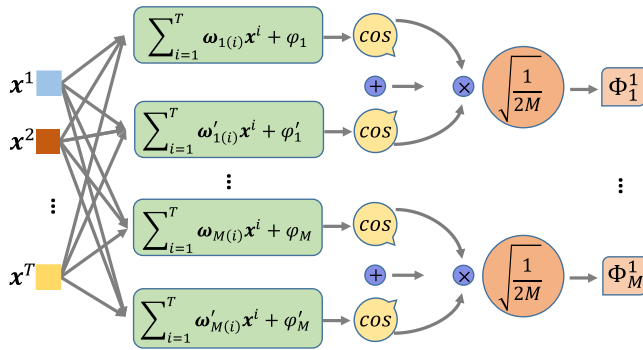 ∑_{i=1}^{T} ω_{1(i)} x^i + φ_1 cos
x^1
+ × √(1/2M) Φ_1^1
x^2 ∑_{i=1}^{T} ω'_{1(i)} x^i + φ'_1 cos
⋮ ⋮ ⋮
∑_{i=1}^{T} ω_{M(i)} x^i + φ_M cos
x^T + × √(1/2M) Φ_M^1
∑_{i=1}^{T} ω'_{M(i)} x^i + φ'_M cos